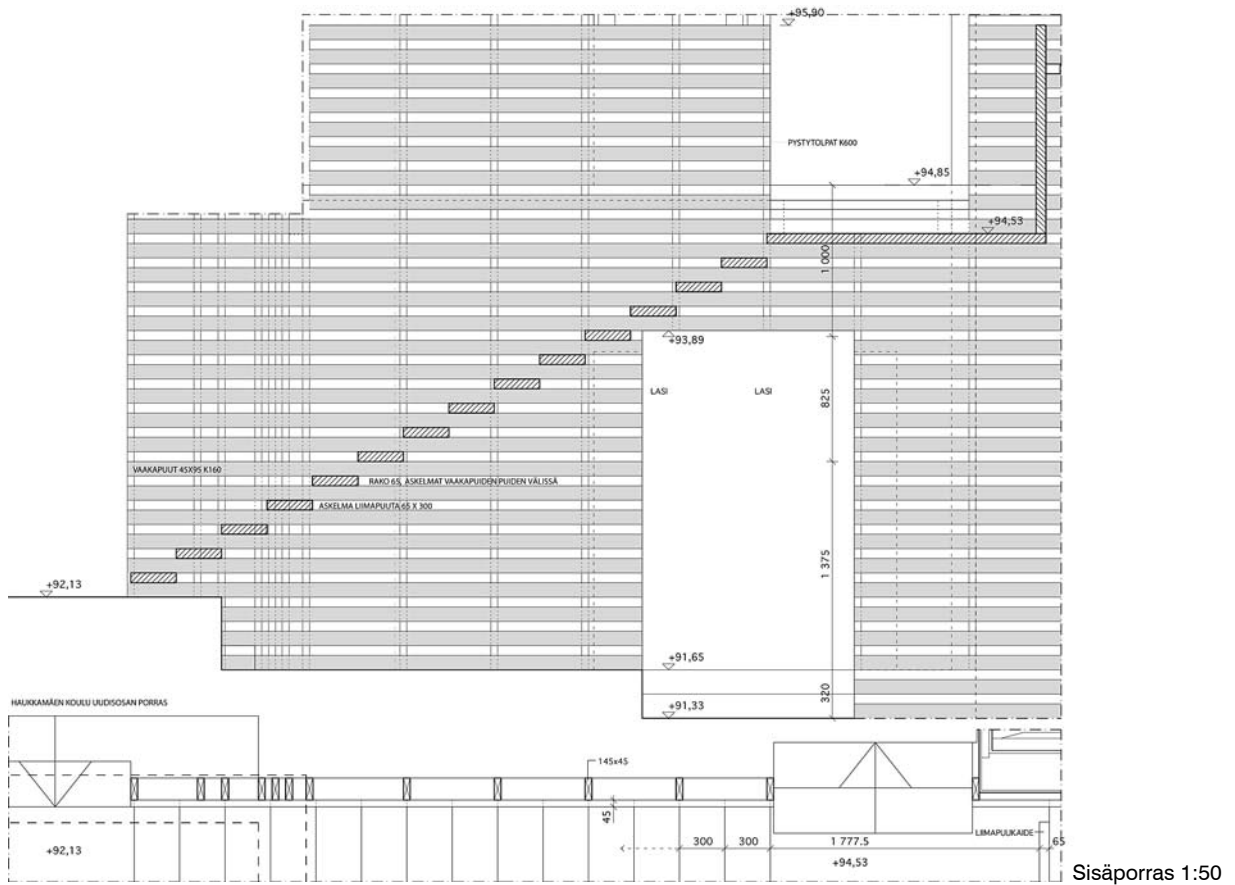 +95,90
PYSTYTOLPAT K600
+94,85
+94,53
1 000
+93,89
LASI
LASI
825
VAAKAPUUT 45X95 K160
RAKO 65, ASKELMAT VAAKAPUIDEN PUIDEN VÄLISSÄ
ASKELMA LIIMAPUUTA 65 X 300
1 375
+92,13
+91,65
320
+91,33
HAUKKAMÄEN KOULU UUDISOSAN PORRAS
145x45
45
300
300
1 777.5
LIIMAPUUKAIDE
65
+92,13
+94,53
Sisäporras 1:50